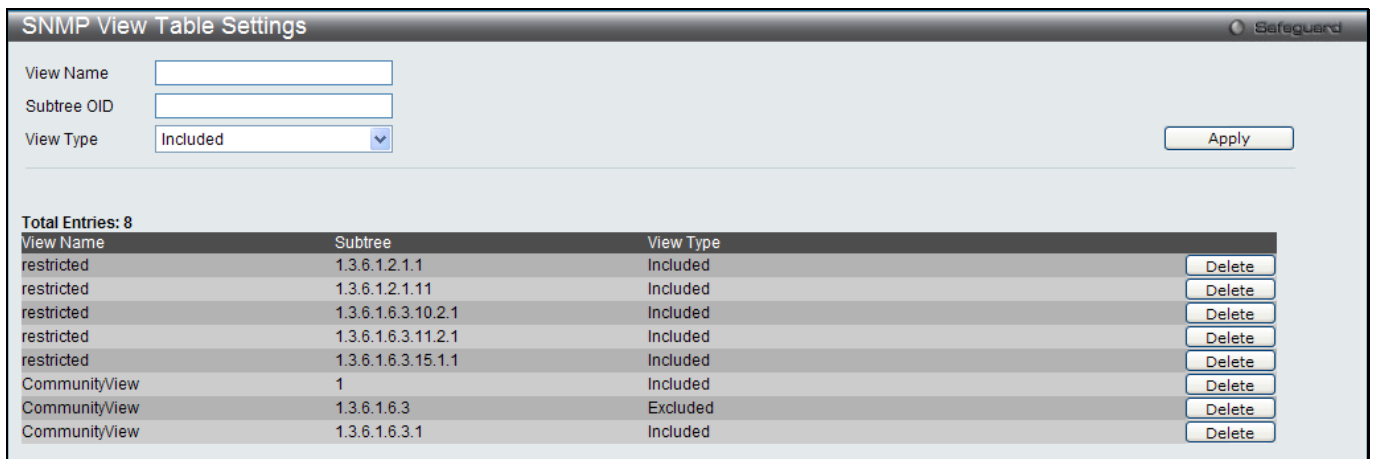 SNMP View Table Settings Safeguard
View Name
Subtree OID
View Type Included Apply
Total Entries: 8
View Name Subtree View Type
restricted 1.3.6.1.2.1.1 Included Delete
restricted 1.3.6.1.2.1.11 Included Delete
restricted 1.3.6.1.6.3.10.2.1 Included Delete
restricted 1.3.6.1.6.3.11.2.1 Included Delete
restricted 1.3.6.1.6.3.15.1.1 Included Delete
CommunityView 1 Included Delete
CommunityView 1.3.6.1.6.3 Excluded Delete
CommunityView 1.3.6.1.6.3.1 Included Delete